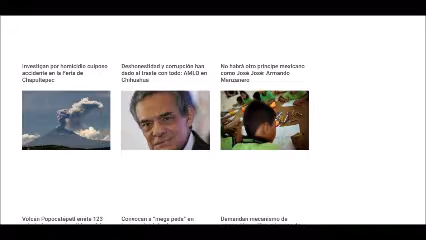 Investigan por homicidio culposo
accidente en la Feria de
Chapultepec
Deshonestidad y corrupción han
dado al traste con todo: AMLO en
Chihuahua
No habrá otro príncipe mexicano
como José José: Armando
Manzanero
Volcán Popocatépetl emite 123
Convocan a "mega peda" en
Demandan mecanismo de